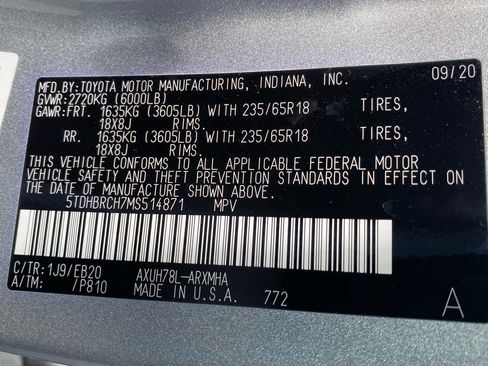 MFD.BY:TOYOTA MOTOR MANUFACTURING, INDIANA, INC. 09/20
GVWR:2720KG (6000LB)
GAWR:FRT. 1635KG (3605LB) WITH 235/65R18 TIRES,
18X8J RIMS.
RR. 1635KG (3605LB) WITH 235/65R18 TIRES,
18X8J RIMS.
THIS VEHICLE CONFORMS TO ALL APPLICABLE FEDERAL MOTOR
VEHICLE SAFETY AND THEFT PREVENTION STANDARDS IN EFFECT ON
THE DATE OF MANUFACTURE SHOWN ABOVE.
5TDHBRCH7MS514871 MPV
C/TR:1J9/EB20 AXUH78L-ARXMHA
A/TM: /P810 MADE IN U.S.A. 772 A